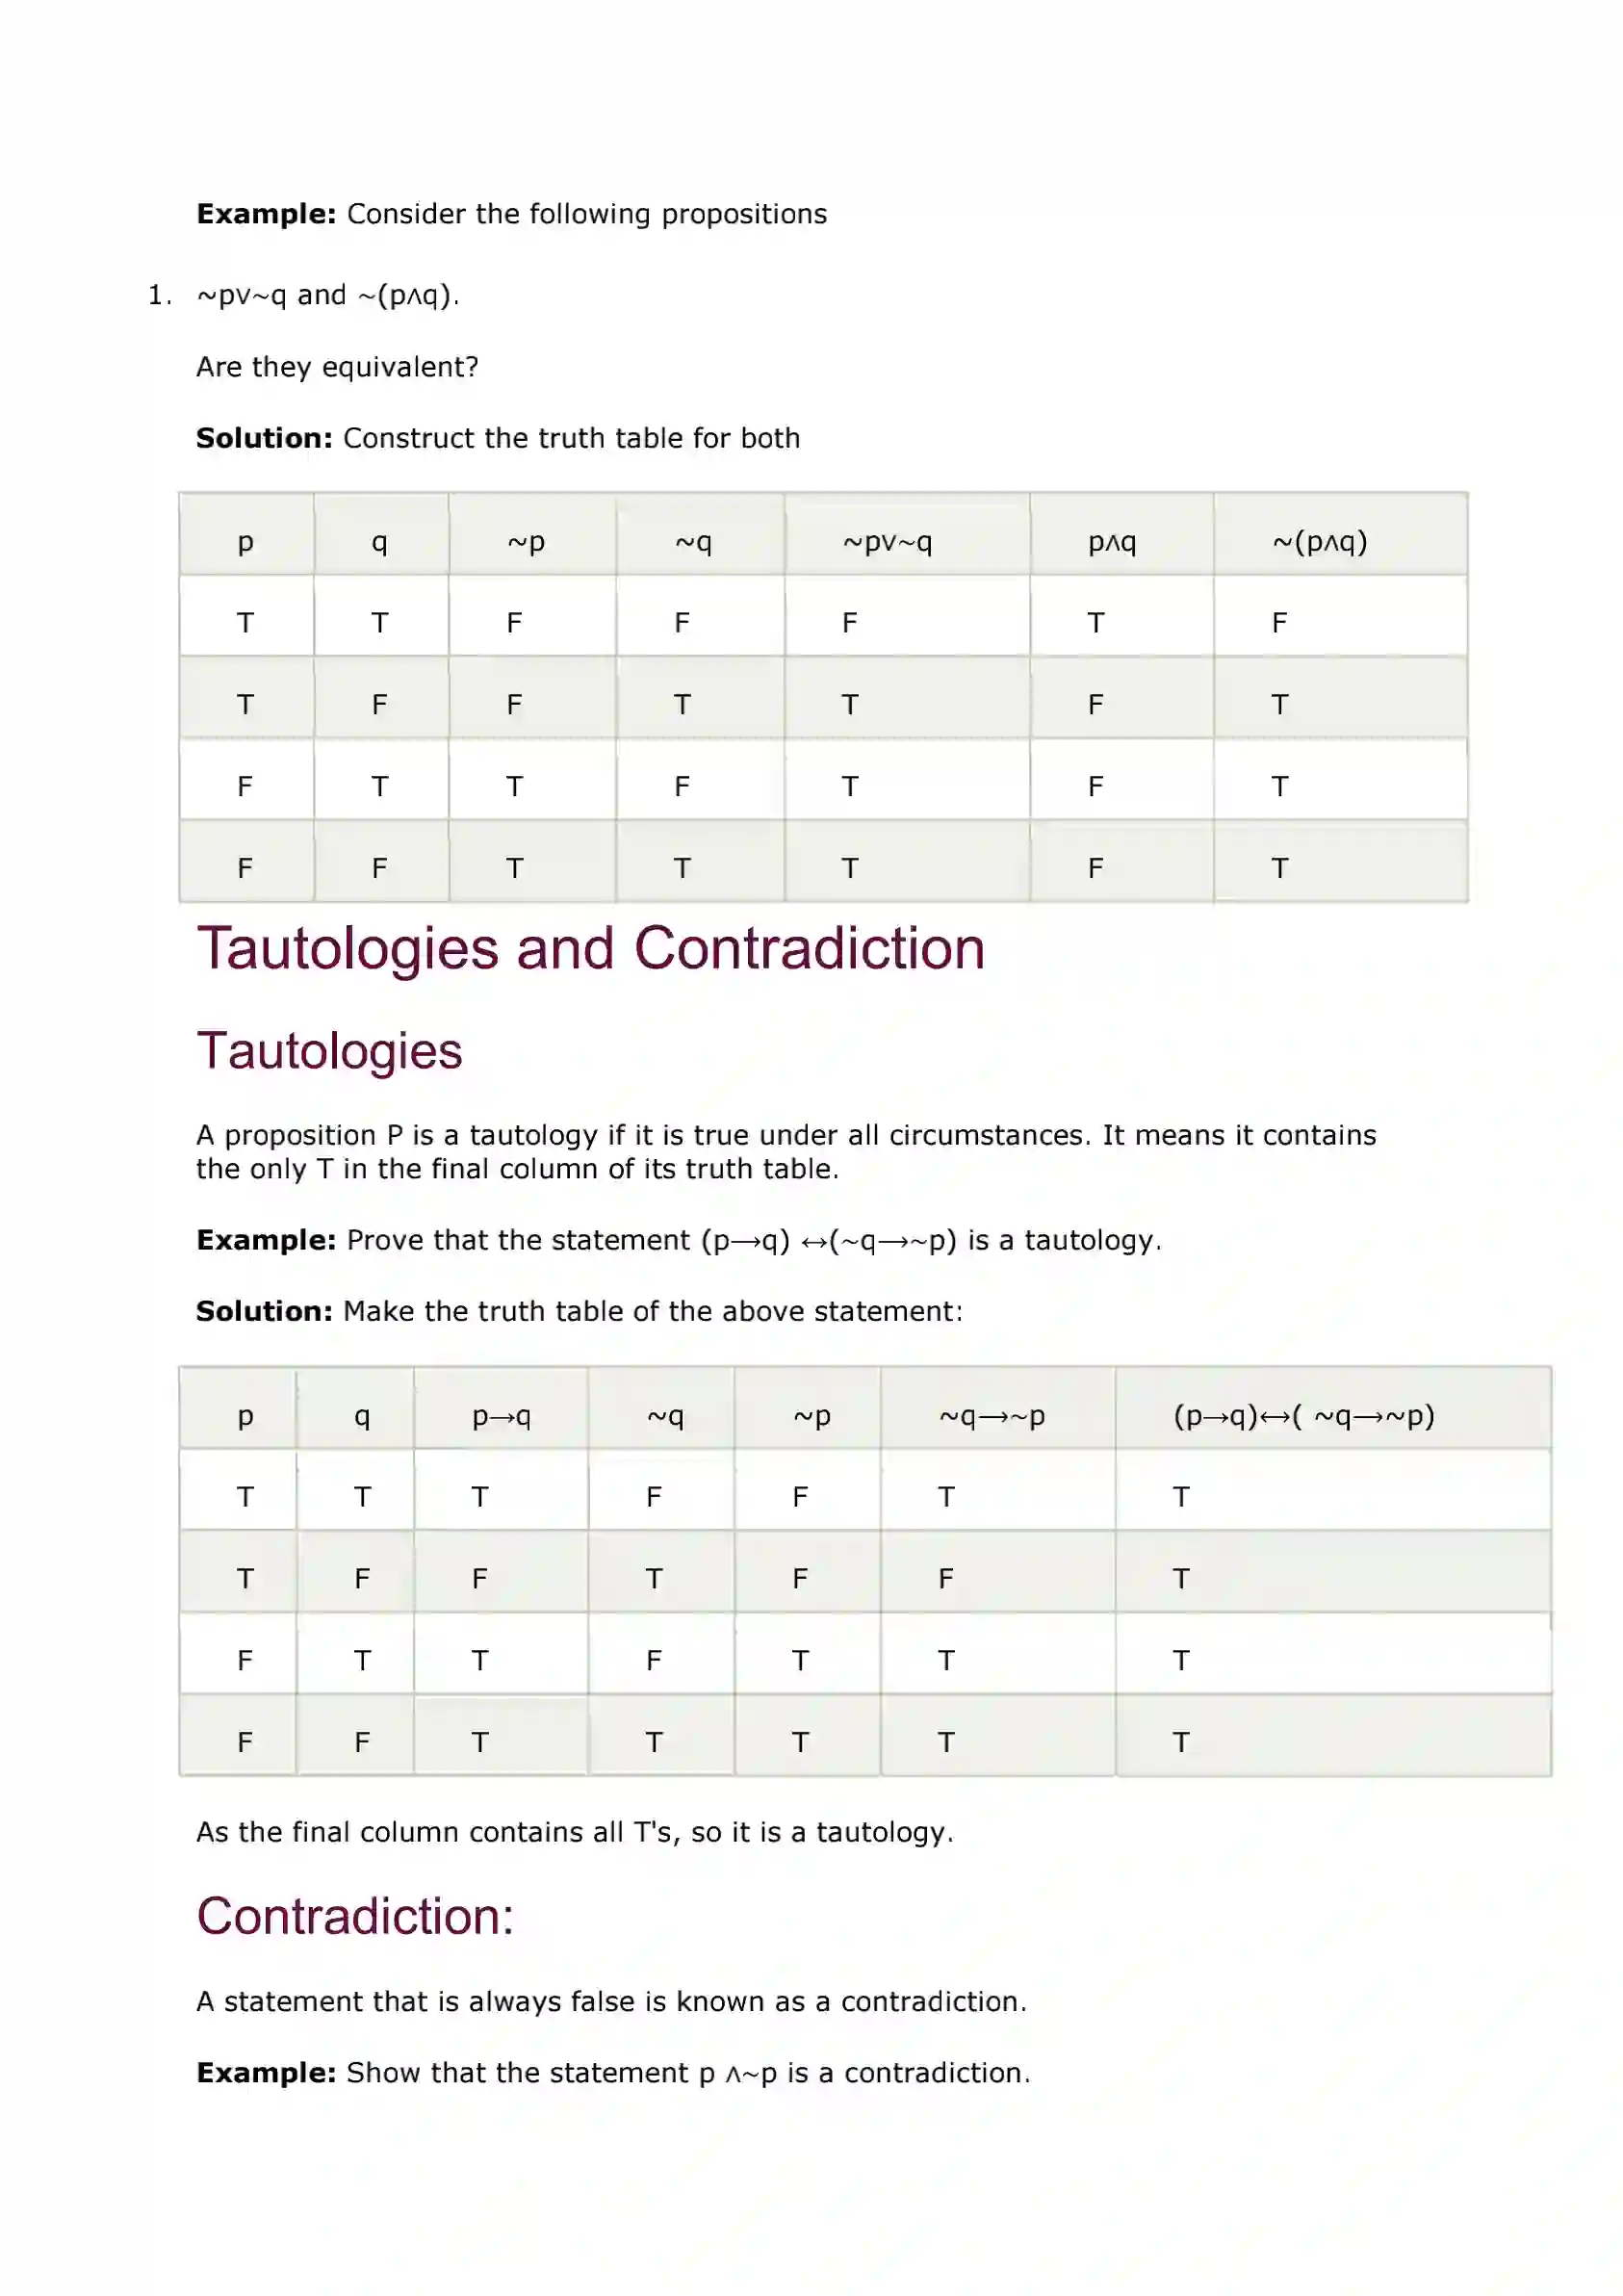 Example: Consider the following propositions
1. ~p∨~q and ~(p∧q).
Are they equivalent?
Solution: Construct the truth table for both
p q ~p ~q ~p∨~q p∧q ~(p∧q)
T T F F F T F
T F F T T F T
F T T F T F T
F F T T T F T
Tautologies and Contradiction
Tautologies
A proposition P is a tautology if it is true under all circumstances. It means it contains
the only T in the final column of its truth table.
Example: Prove that the statement (p⟶q) ↔(~q⟶~p) is a tautology.
Solution: Make the truth table of the above statement:
p q p→q ~q ~p ~q⟶~p (p→q)⟷( ~q⟶~p)
T T T F F T T
T F F T F F T
F T T F T T T
F F T T T T T
As the final column contains all T's, so it is a tautology.
Contradiction:
A statement that is always false is known as a contradiction.
Example: Show that the statement p ∧~p is a contradiction.